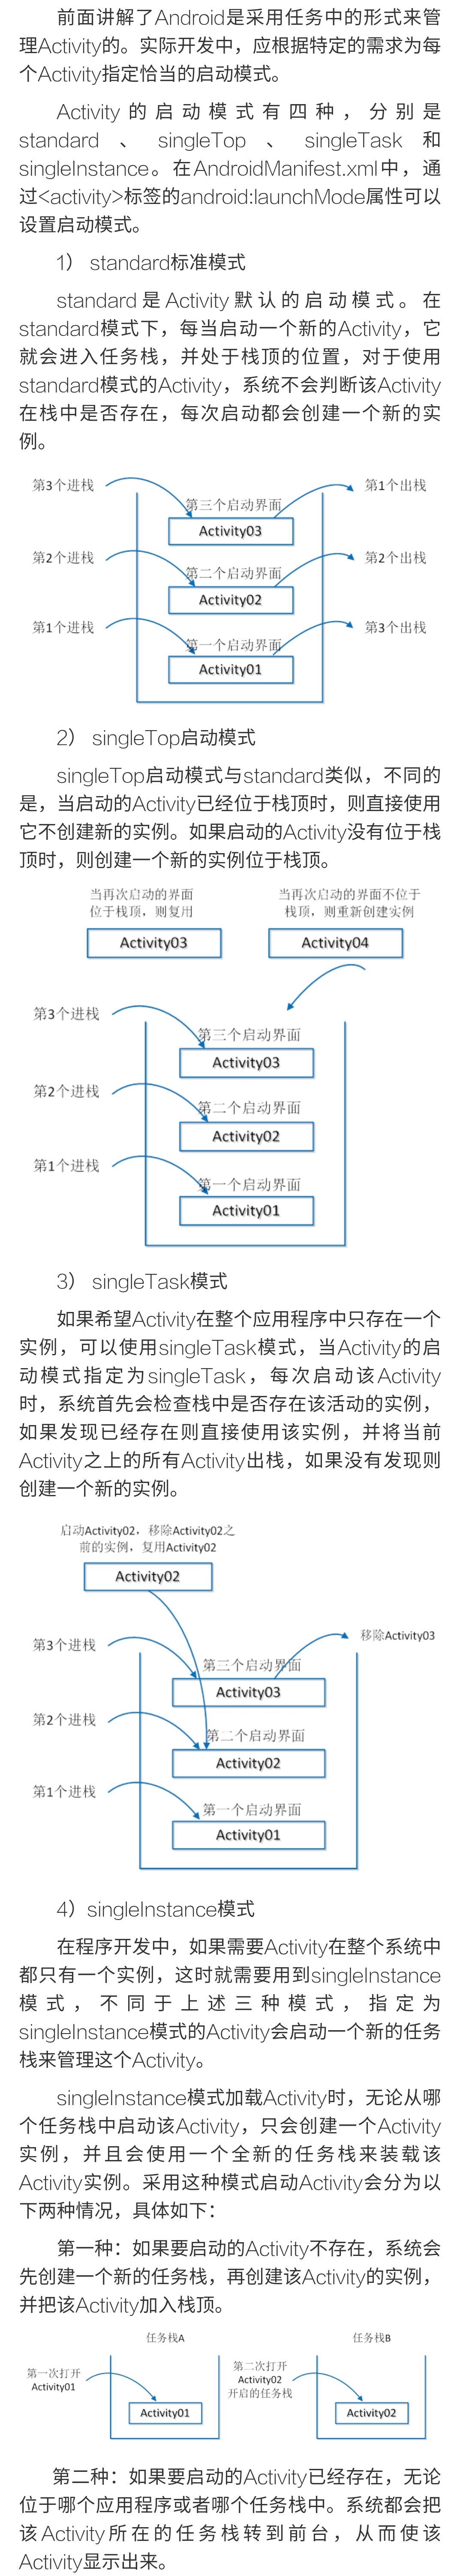 前面讲解了Android是采用任务中的形式来管
理Activity的。实际开发中，应根据特定的需求为每
个Activity指定恰当的启动模式。
Activity的启动模式有四种，分别是
standard、singleTop、singleTask和
singleInstance。在AndroidManifest.xml中，通
过<activity>标签的android:launchMode属性可以
设置启动模式。
1） standard标准模式
standard是Activity默认的启动模式。在
standard模式下，每当启动一个新的Activity，它
就会进入任务栈，并处于栈顶的位置，对于使用
standard模式的Activity，系统不会判断该Activity
在栈中是否存在，每次启动都会创建一个新的实
例。
第3个进栈
第1个出栈
第三个启动界面
Activity03
第2个进栈
第2个出栈
第二个启动界面
Activity02
第1个进栈
第3个出栈
第一个启动界面
Activity01
2） singleTop启动模式
singleTop启动模式与standard类似，不同的
是，当启动的Activity已经位于栈顶时，则直接使用
它不创建新的实例。如果启动的Activity没有位于栈
顶时，则创建一个新的实例位于栈顶。
当再次启动的界面
位于栈顶，则复用
Activity03
当再次启动的界面不位于
栈顶，则重新创建实例
Activity04
第3个进栈
第三个启动界面
Activity03
第2个进栈
第二个启动界面
Activity02
第1个进栈
第一个启动界面
Activity01
3） singleTask模式
如果希望Activity在整个应用程序中只存在一个
实例，可以使用singleTask模式，当Activity的启
动模式指定为singleTask，每次启动该Activity
时，系统首先会检查栈中是否存在该活动的实例，
如果发现已经存在则直接使用该实例，并将当前
Activity之上的所有Activity出栈，如果没有发现则
创建一个新的实例。
启动Activity02，移除Activity02之
前的实例，复用Activity02
Activity02
第3个进栈
移除Activity03
第三个启动界面
Activity03
第2个进栈
第二个启动界面
Activity02
第1个进栈
第一个启动界面
Activity01
4）singleInstance模式
在程序开发中，如果需要Activity在整个系统中
都只有一个实例，这时就需要用到singleInstance
模式，不同于上述三种模式，指定为
singleInstance模式的Activity会启动一个新的任务
栈来管理这个Activity。
singleInstance模式加载Activity时，无论从哪
个任务栈中启动该Activity，只会创建一个Activity
实例，并且会使用一个全新的任务栈来装载该
Activity实例。采用这种模式启动Activity会分为以
下两种情况，具体如下：
第一种：如果要启动的Activity不存在，系统会
先创建一个新的任务栈，再创建该Activity的实例，
并把该Activity加入栈顶。
任务栈A
第一次打开
Activity01
Activity01
任务栈B
第二次打开
Activity02
开启的任务栈
Activity02
第二种：如果要启动的Activity已经存在，无论
位于哪个应用程序或者哪个任务栈中。系统都会把
该Activity所在的任务栈转到前台，从而使该
Activity显示出来。